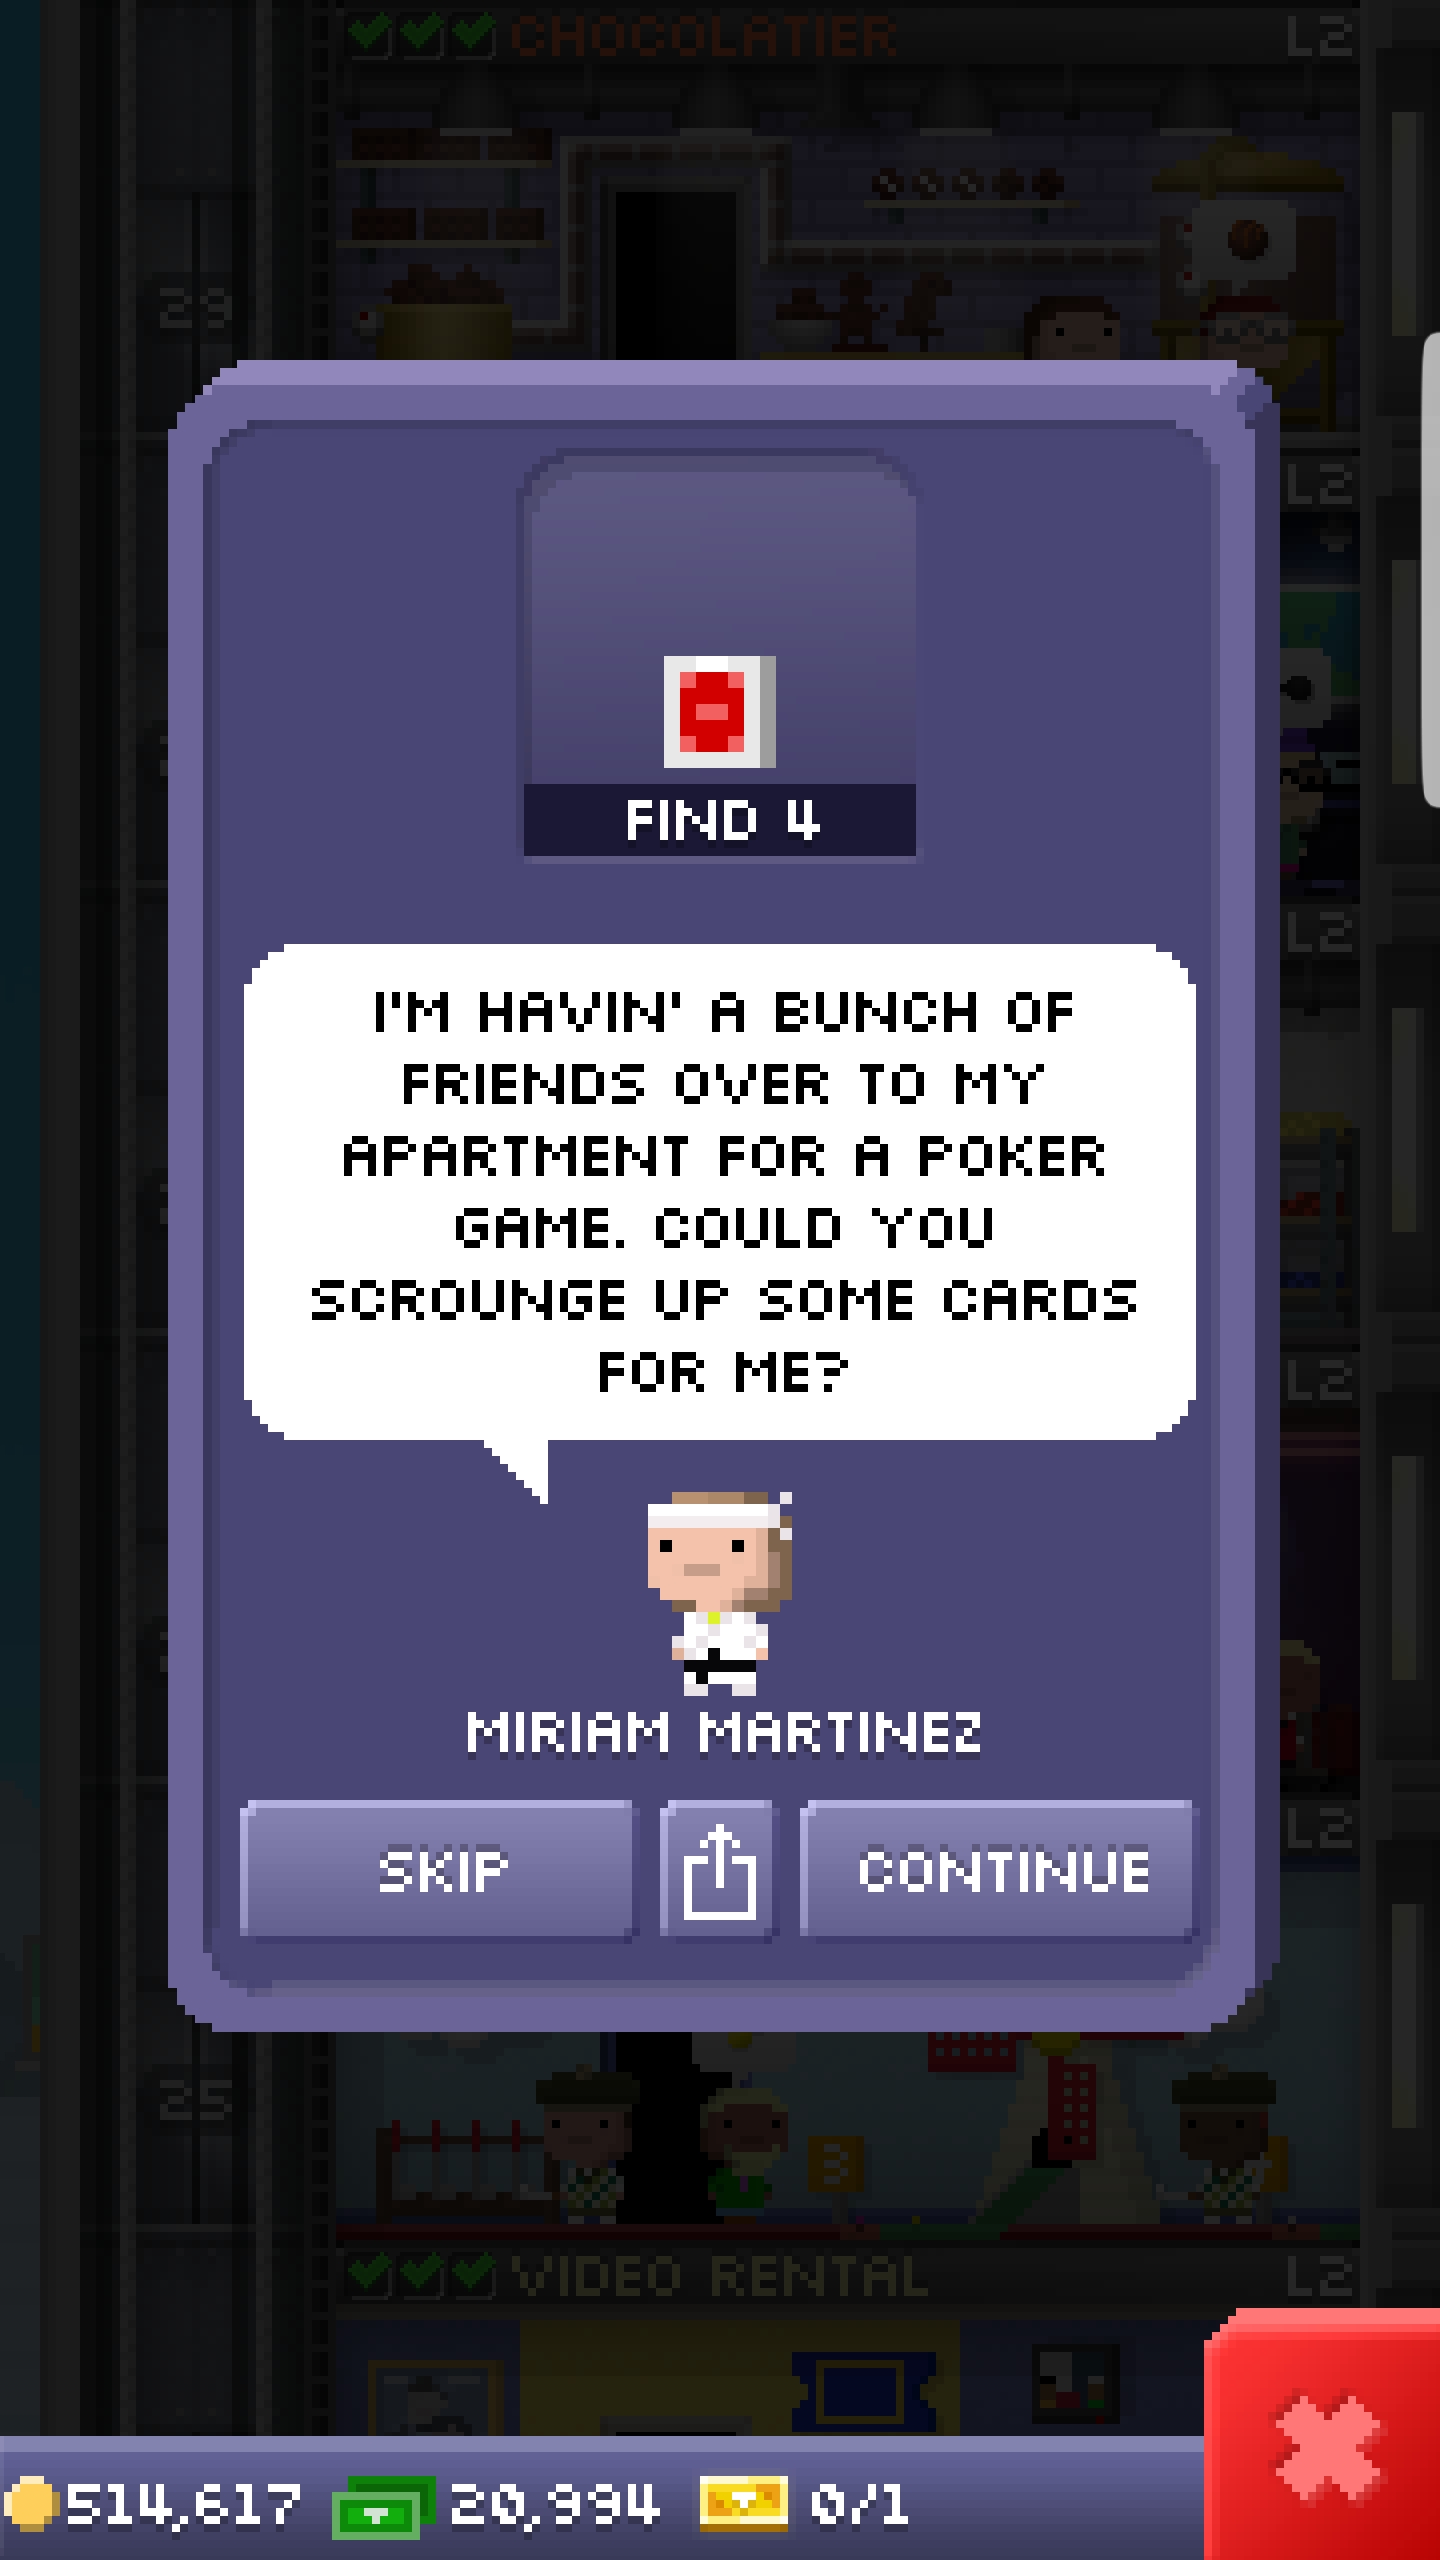 CHOCOLATIER
L2
29
L2
FIND 4
L2
I'M HAVIN' A BUNCH OF
FRIENDS OVER TO MY
APARTMENT FOR A POKER
GAME. COULD YOU
SCROUNGE UP SOME CARDS
FOR ME?
L2
MIRIAM MARTINEZ
SKIP
CONTINUE
L2
25
3
VIDEO RENTAL
L2
514,617
20,994
0/1